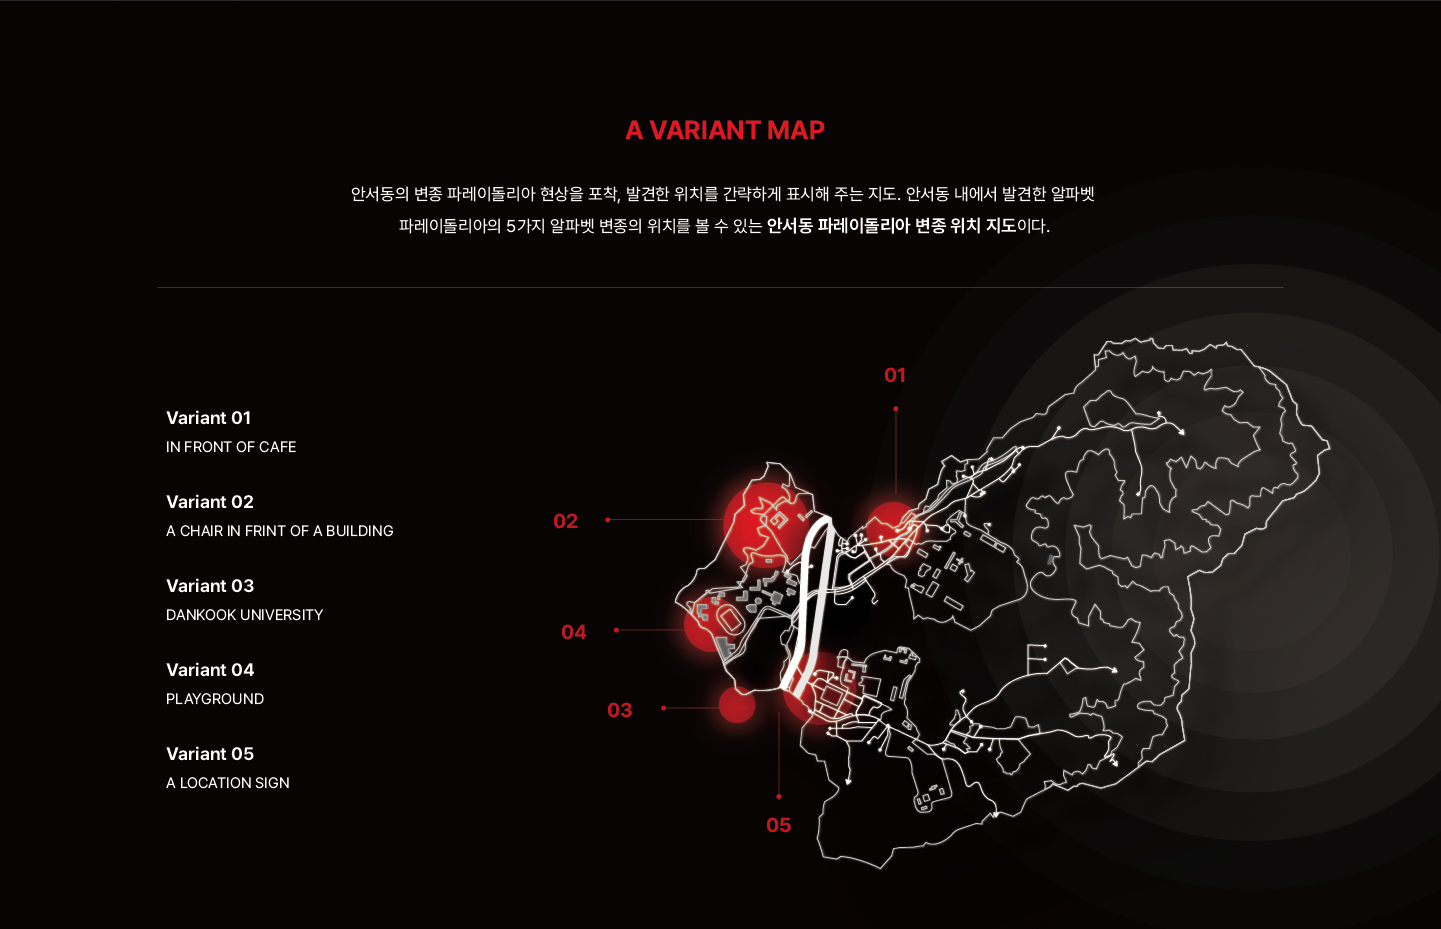 A VARIANT MAP
안서동의 변종 파레이돌리아 현상을 포착, 발견한 위치를 간략하게 표시해 주는 지도. 안서동 내에서 발견한 알파벳
파레이돌리아의 5가지 알파벳 변종의 위치를 볼 수 있는 안서동 파레이돌리아 변종 위치 지도이다.
01
Variant 01
IN FRONT OF CAFE
Variant 02
A CHAIR IN FRINT OF A BUILDING
02
Variant 03
DANKOOK UNIVERSITY
04
Variant 04
PLAYGROUND
03
Variant 05
A LOCATION SIGN
05